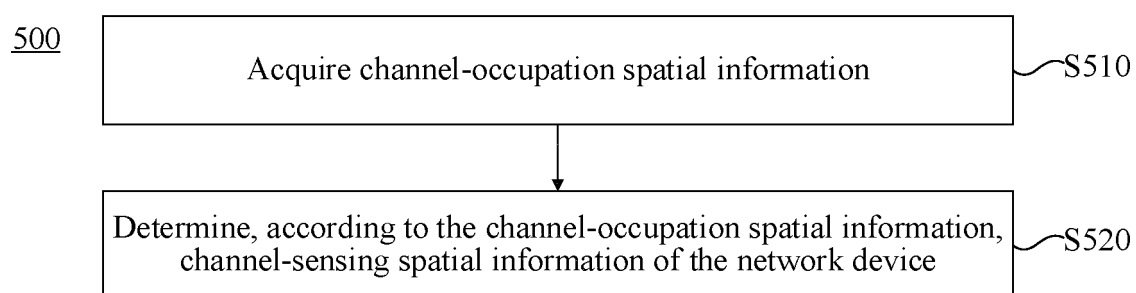 500
Acquire channel-occupation spatial information
S510
Determine, according to the channel-occupation spatial information,
channel-sensing spatial information of the network device
S520